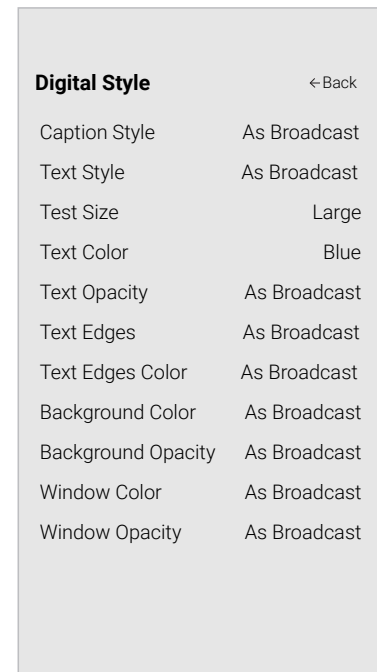 Digital Style ←Back
Caption Style As Broadcast
Text Style As Broadcast
Test Size Large
Text Color Blue
Text Opacity As Broadcast
Text Edges As Broadcast
Text Edges Color As Broadcast
Background Color As Broadcast
Background Opacity As Broadcast
Window Color As Broadcast
Window Opacity As Broadcast